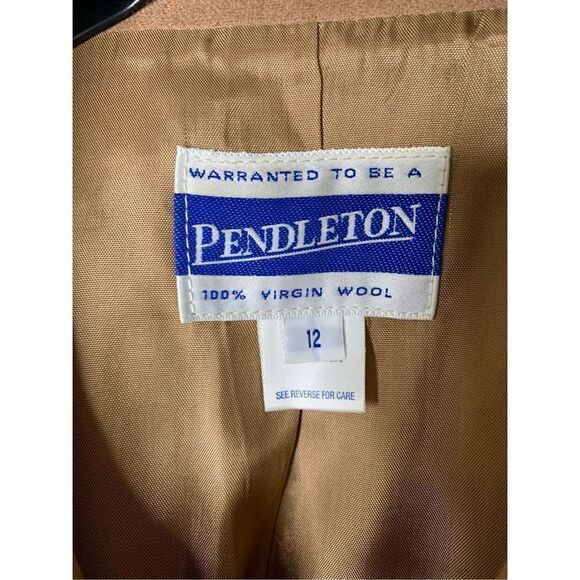 WARRANTED TO BE A
PENDLETON
100% VIRGIN WOOL
12
SEE REVERSE FOR CARE